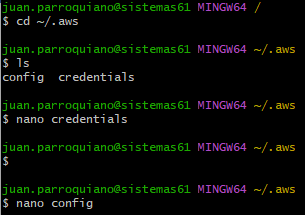 juan.parroquiano@sistemas61 MINGW64 /
$ cd ~/.aws
juan.parroquiano@sistemas61 MINGW64 ~/.aws
$ ls
config  credentials
juan.parroquiano@sistemas61 MINGW64 ~/.aws
$ nano credentials
juan.parroquiano@sistemas61 MINGW64 ~/.aws
$
juan.parroquiano@sistemas61 MINGW64 ~/.aws
$ nano config